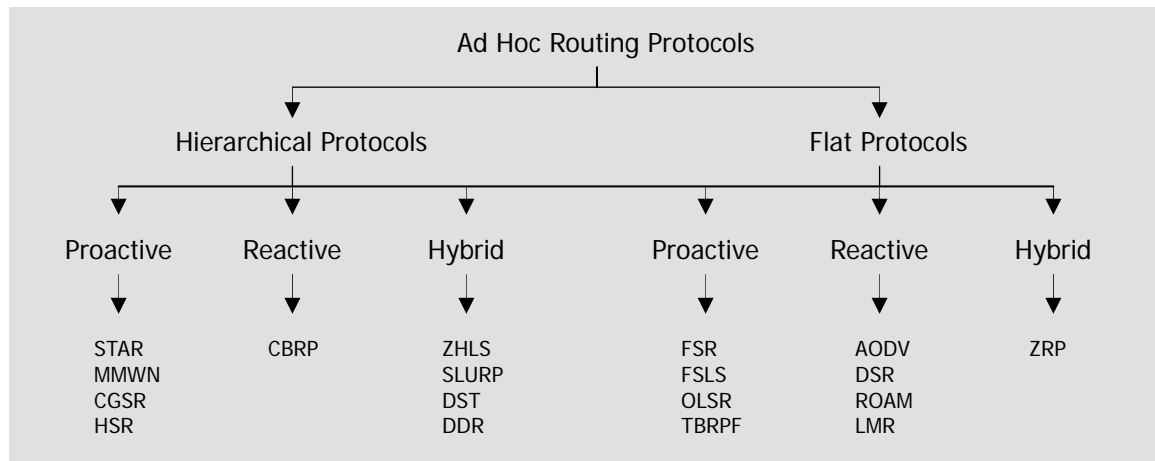 Ad Hoc Routing Protocols
Hierarchical Protocols Flat Protocols
Proactive Reactive Hybrid Proactive Reactive Hybrid
STAR CBRP ZHLS FSR AODV ZRP
MMWN SLURP FSLS DSR
CGSR DST OLSR ROAM
HSR DDR TBRPF LMR